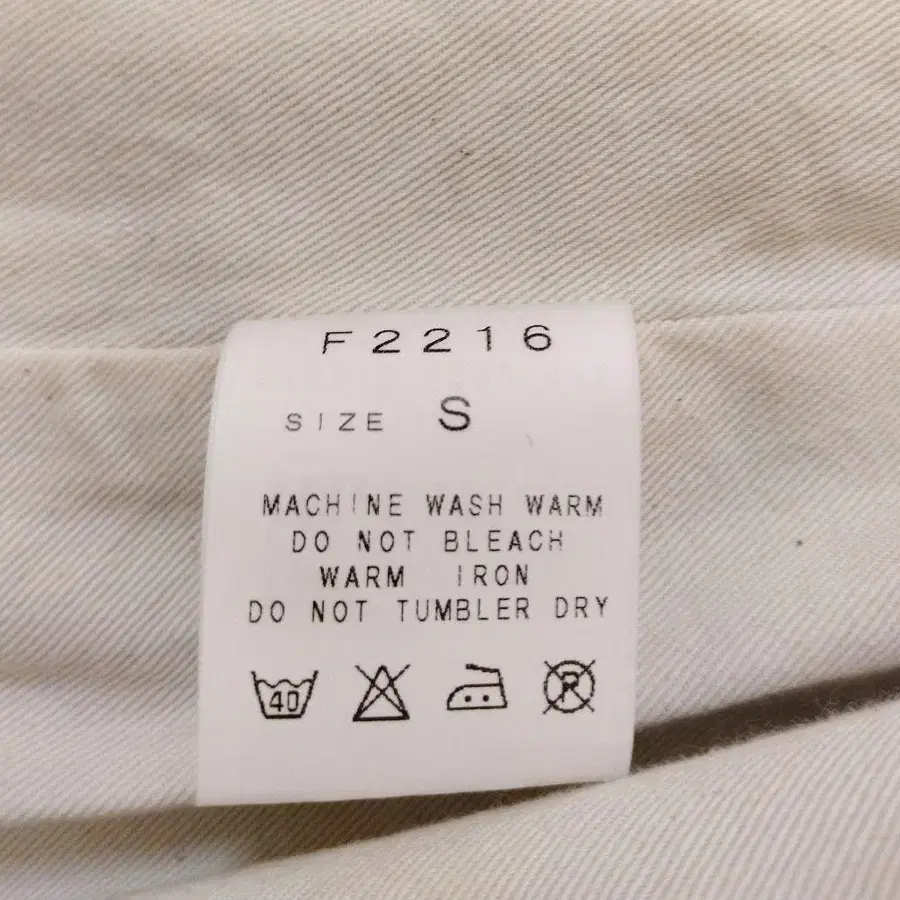 F2216
SIZE S
MACHINE WASH WARM
DO NOT BLEACH
WARM IRON
DO NOT TUMBLER DRY
40 P